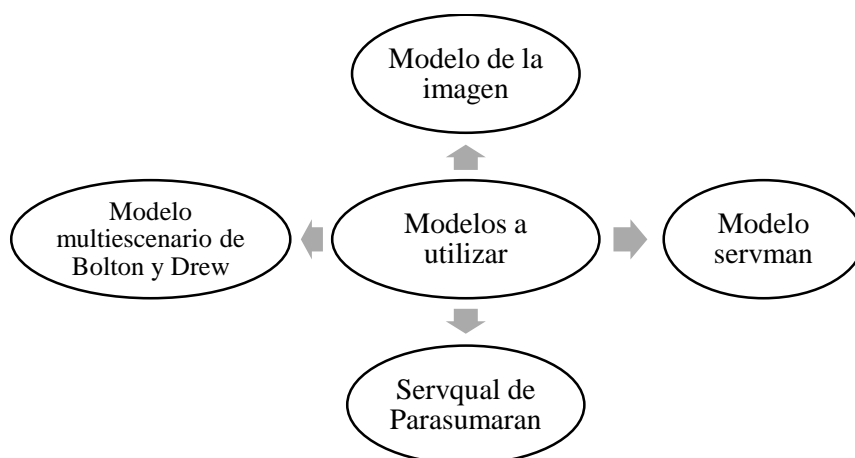 Modelo de la
imagen
Modelo
multiescenario de
Bolton y Drew
Modelos a
utilizar
Modelo
servman
Servqual de
Parasumaran